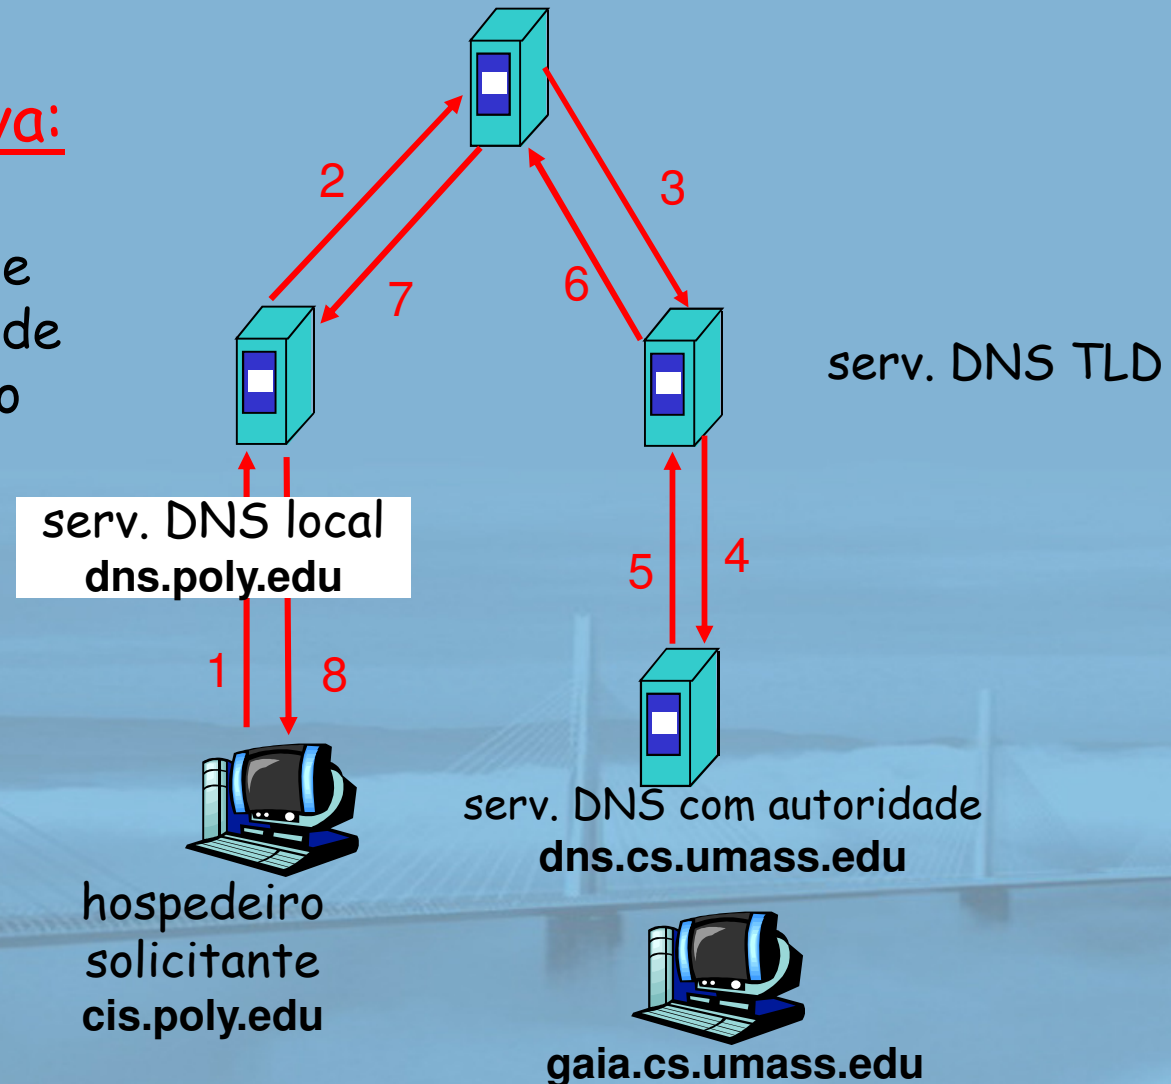 va:
e
de
o
2
7
3
6
serv. DNS TLD
serv. DNS local
dns.poly.edu
5
4
1
8
serv. DNS com autoridade
dns.cs.umass.edu
hospedeiro
solicitante
cis.poly.edu
gaia.cs.umass.edu